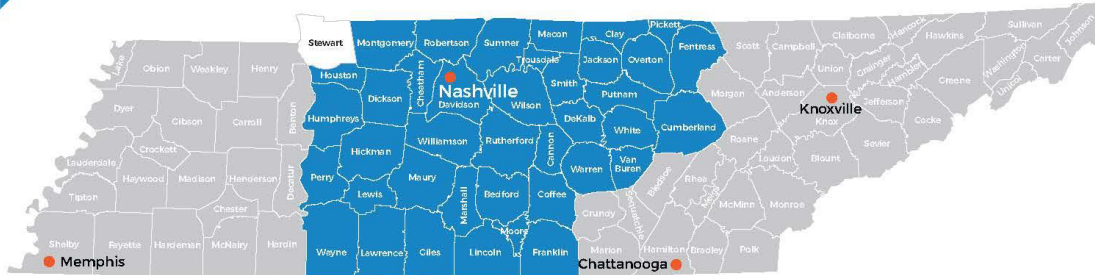 Stewart
Montgomery
Robertson
Sumner
Macon
Clay
Pickett
Fentress
Scott
Campbell
Claiborne
Hancock
Hawkins
Sullivan
Johnson
Lake
Obion
Weakley
Henry
Houston
Cheatham
Trousdale
Jackson
Overton
Union
Grainger
Hamblen
Greene
Washington
Carter
Unicoi
Dyer
Gibson
Carroll
Benton
Dickson
Nashville
Davidson
Wilson
Smith
Putnam
Morgan
Anderson
Knoxville
Knox
Jefferson
Cocke
Humphreys
DeKalb
White
Cumberland
Roane
Sevier
Lauderdale
Crockett
Haywood
Madison
Henderson
Decatur
Hickman
Williamson
Rutherford
Cannon
Warren
Van
Buren
Bledsoe
Rhea
Loudon
Blount
Tipton
Chester
Perry
Lewis
Maury
Marshall
Bedford
Coffee
Grundy
Sequatchie
Meigs
McMinn
Monroe
Shelby
Fayette
Hardeman
McNairy
Hardin
Wayne
Lawrence
Giles
Lincoln
Moore
Franklin
Marion
Hamilton
Bradley
Polk
Memphis
Chattanooga